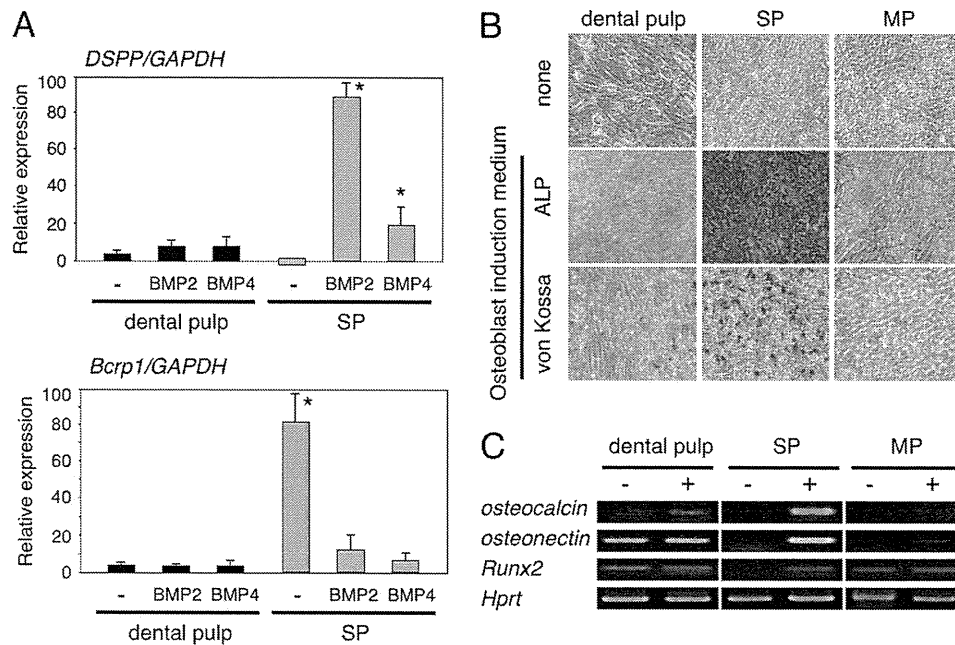 A
DSPP/GAPDH
Relative expression
100
80
60
40
20
0
*
*
- BMP2 BMP4 - BMP2 BMP4
dental pulp SP
Bcrp1/GAPDH
Relative expression
100
80
60
40
20
0
*
- BMP2 BMP4 - BMP2 BMP4
dental pulp SP
B
dental pulp SP MP
none
Osteoblast induction medium
ALP
von Kossa
C
dental pulp SP MP
- + - + - +
osteocalcin
osteonectin
Runx2
Hprt